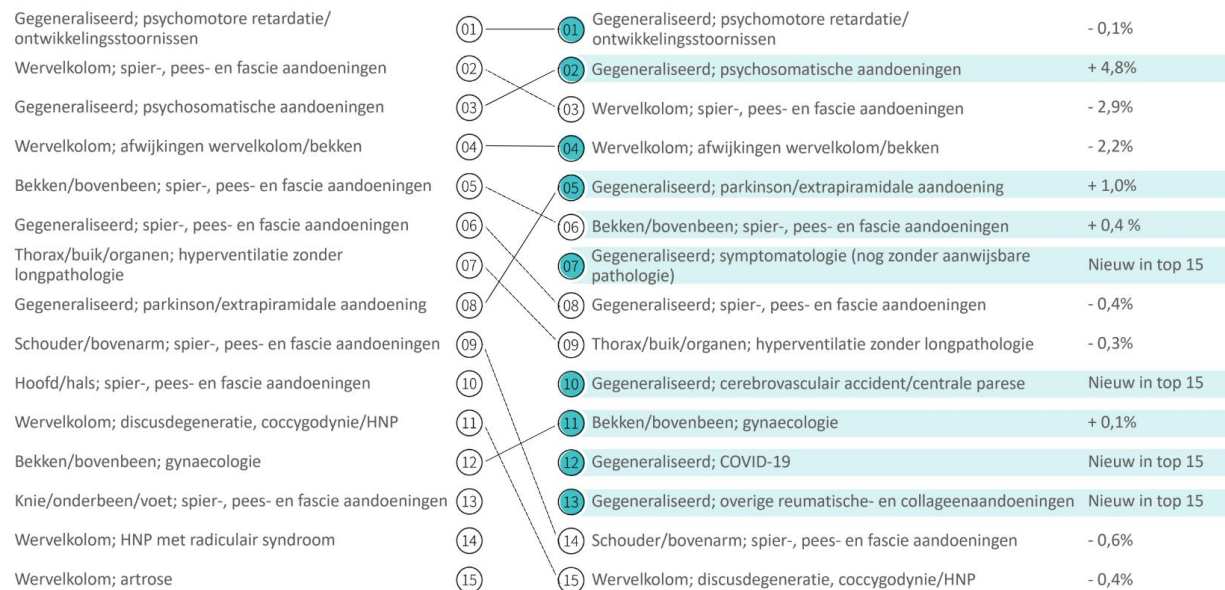 Gegeneraliseerd; psychomotore retardatie/
ontwikkelingsstoornissen
01
01
Gegeneraliseerd; psychomotore retardatie/
ontwikkelingsstoornissen
- 0,1%
Wervelkolom; spier-, pees- en fascie aandoeningen
02
02
Gegeneraliseerd; psychosomatische aandoeningen
+ 4,8%
Gegeneraliseerd; psychosomatische aandoeningen
03
03
Wervelkolom; spier-, pees- en fascie aandoeningen
- 2,9%
Wervelkolom; afwijkingen wervelkolom/bekken
04
04
Wervelkolom; afwijkingen wervelkolom/bekken
- 2,2%
Bekken/bovenbeen; spier-, pees- en fascie aandoeningen
05
05
Gegeneraliseerd; parkinson/extrapiramidale aandoening
+ 1,0%
Gegeneraliseerd; spier-, pees- en fascie aandoeningen
06
06
Bekken/bovenbeen; spier-, pees- en fascie aandoeningen
+ 0,4 %
Thorax/buik/organen; hyperventilatie zonder
longpathologie
07
07
Gegeneraliseerd; symptomatologie (nog zonder aanwijsbare
pathologie)
Nieuw in top 15
Gegeneraliseerd; parkinson/extrapiramidale aandoening
08
08
Gegeneraliseerd; spier-, pees- en fascie aandoeningen
- 0,4%
Schouder/bovenarm; spier-, pees- en fascie aandoeningen
09
09
Thorax/buik/organen; hyperventilatie zonder longpathologie
- 0,3%
Hoofd/hals; spier-, pees- en fascie aandoeningen
10
10
Gegeneraliseerd; cerebrovasculair accident/centrale parese
Nieuw in top 15
Wervelkolom; discusdegeneratie, coccygodynie/HNP
11
11
Bekken/bovenbeen; gynaecologie
+ 0,1%
Bekken/bovenbeen; gynaecologie
12
12
Gegeneraliseerd; COVID-19
Nieuw in top 15
Knie/onderbeen/voet; spier-, pees- en fascie aandoeningen
13
13
Gegeneraliseerd; overige reumatische- en collageenaandoeningen
Nieuw in top 15
Wervelkolom; HNP met radiculair syndroom
14
14
Schouder/bovenarm; spier-, pees- en fascie aandoeningen
- 0,6%
Wervelkolom; artrose
15
15
Wervelkolom; discusdegeneratie, coccygodynie/HNP
- 0,4%